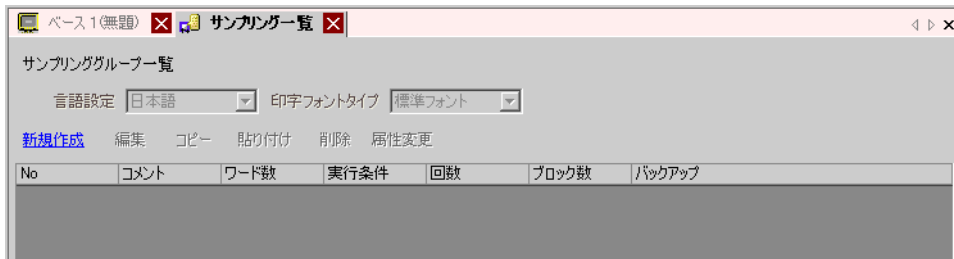 ベース 1(無題) サンプリング一覧
サンプリンググループ一覧
言語設定 日本語 印字フォントタイプ 標準フォント
新規作成 編集 コピー 貼り付け 削除 属性変更
No コメント ワード数 実行条件 回数 ブロック数 バックアップ